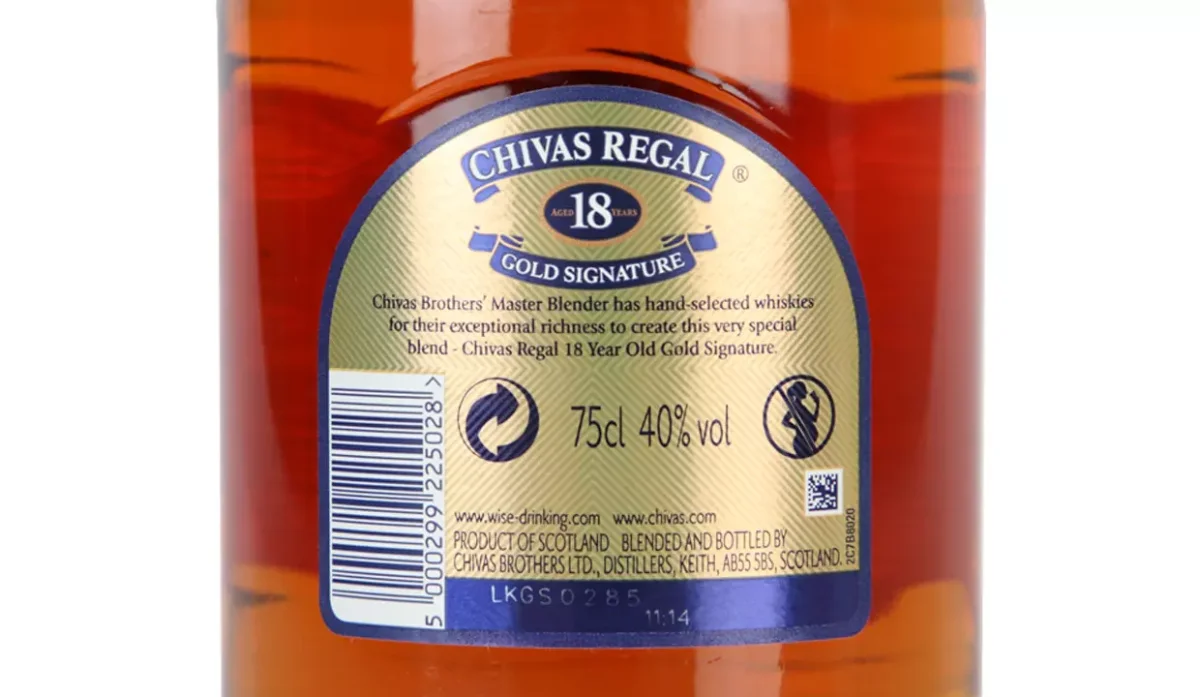 CHIVAS REGAL ®
AGED 18 YEARS
GOLD SIGNATURE
Chivas Brothers' Master Blender has hand-selected whiskies
for their exceptional richness to create this very special
blend - Chivas Regal 18 Year Old Gold Signature.
75cl 40% vol
5 000299 225028 >
www.wise-drinking.com www.chivas.com
PRODUCT OF SCOTLAND BLENDED AND BOTTLED BY
CHIVAS BROTHERS LTD., DISTILLERS, KEITH, AB55 5BS, SCOTLAND.
2C7B8020
LKGS0285
11:14